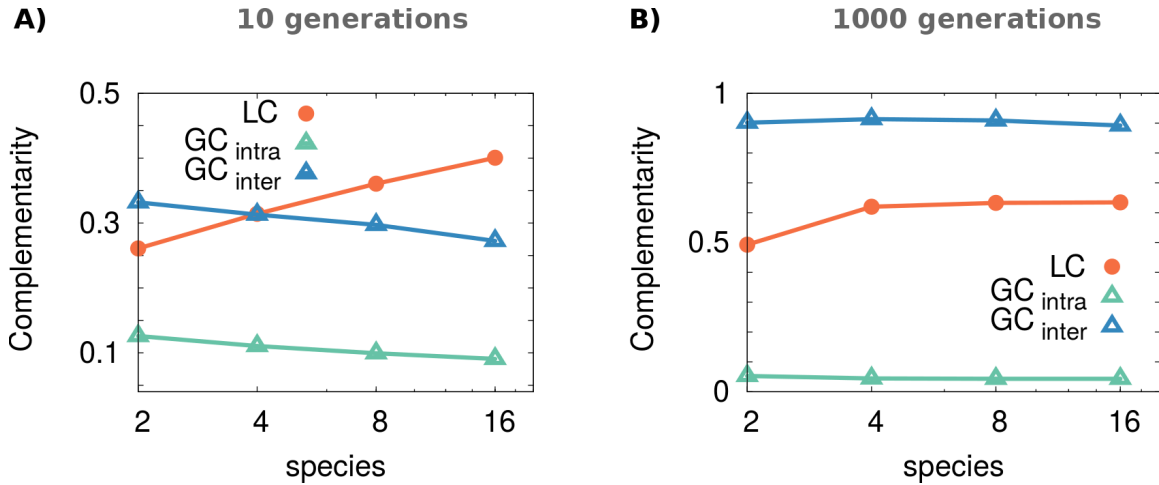 A) 10 generations
0.5
0.3
0.1
Complementarity
LC
GC intra
GC inter
2 4 8 16
species
B) 1000 generations
1
0.5
0
Complementarity
LC
GC intra
GC inter
2 4 8 16
species